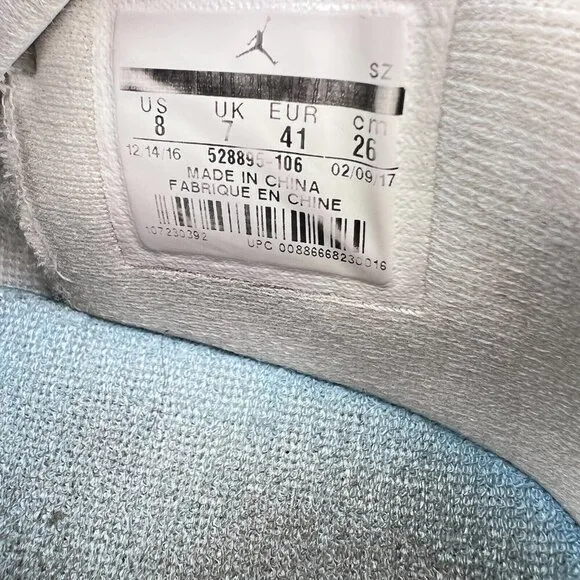 SZ
US UK EUR cm
8 7 41 26
12/14/16 528895-106 02/09/17
MADE IN CHINA
FABRIQUE EN CHINE
107230392
UPC 00886668230016